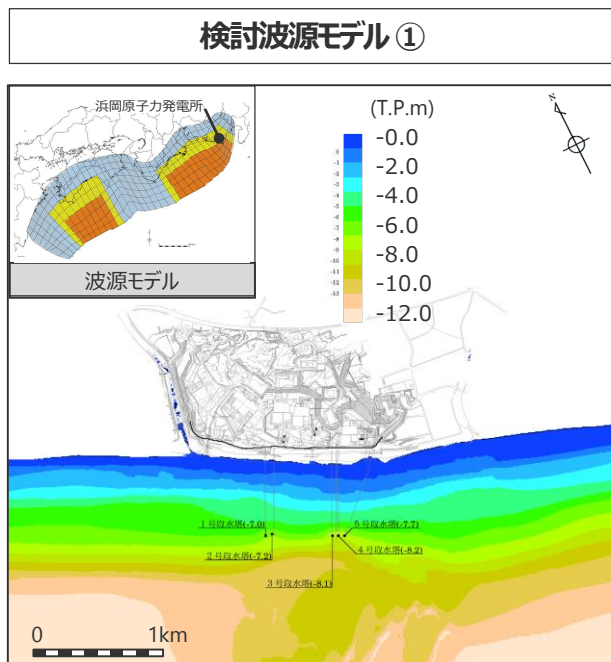 検討波源モデル①
浜岡原子力発電所
波源モデル
(T.P.m)
-0.0
-2.0
-4.0
-6.0
-8.0
-10.0
-12.0
N
1号取水塔(-7.0)
5号取水塔(-7.7)
2号取水塔(-7.2)
4号取水塔(-8.2)
3号取水塔(-8.1)
0 1km